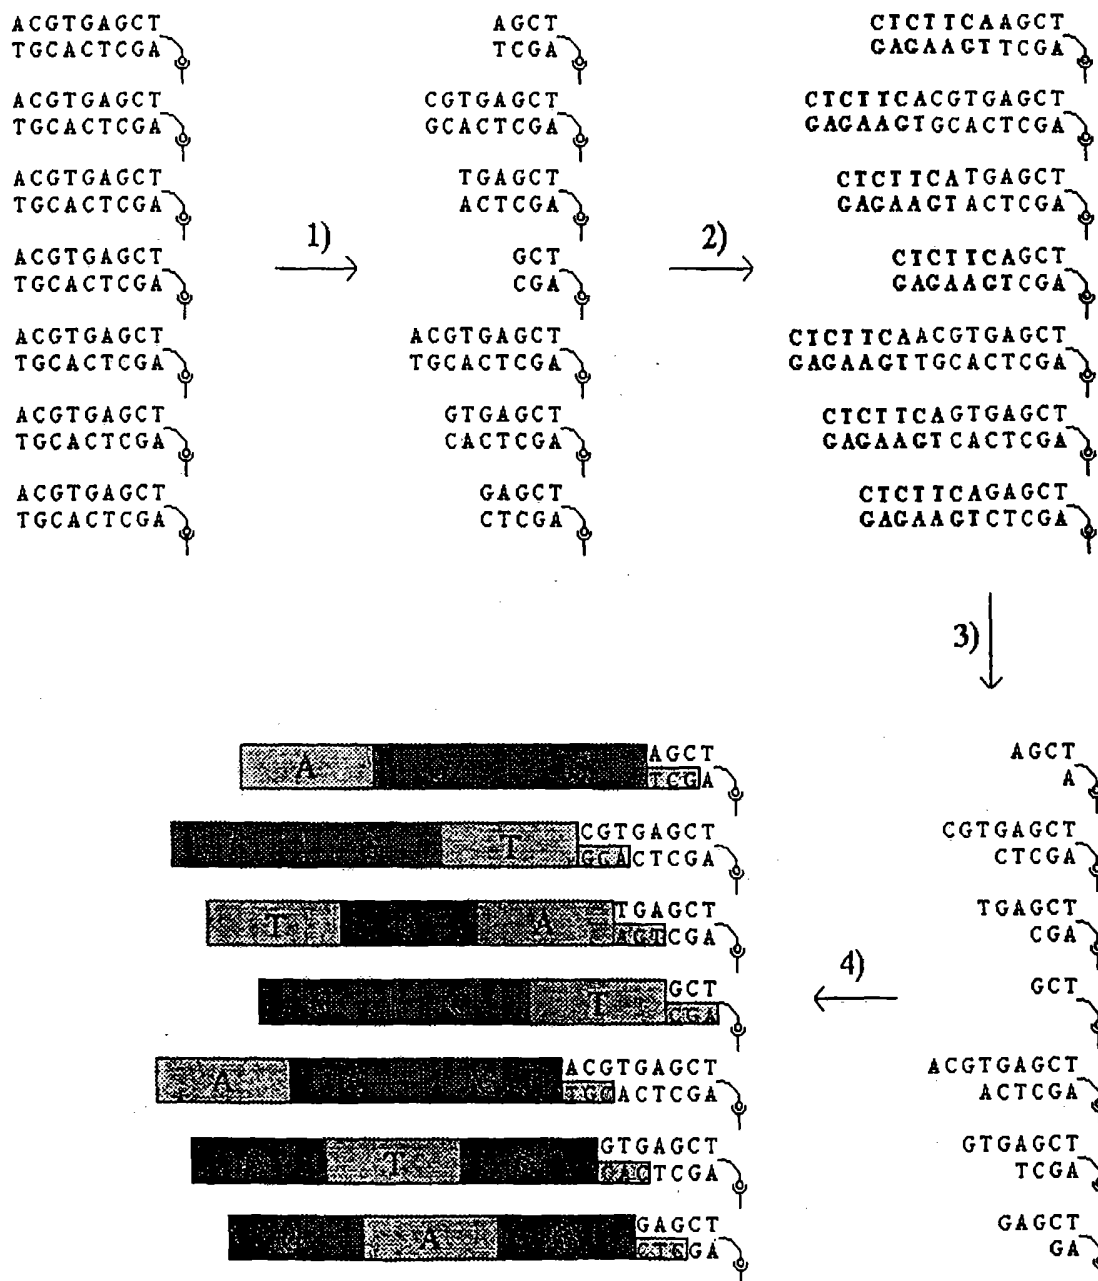 ACGTGAGCT
TGCACTCGA
ACGTGAGCT
TGCACTCGA
ACGTGAGCT
TGCACTCGA
ACGTGAGCT
TGCACTCGA
ACGTGAGCT
TGCACTCGA
ACGTGAGCT
TGCACTCGA
ACGTGAGCT
TGCACTCGA
1)
AGCT
TCGA
CGTGAGCT
GCACTCGA
TGAGCT
ACTCGA
GCT
CGA
ACGTGAGCT
TGCACTCGA
GTGAGCT
CACTCGA
GAGCT
CTCGA
2)
CTCTTCAAGCT
GAGAAGTTCGA
CTCTTCACGTGAGCT
GAGAAGTGCACTCGA
CTCTTCATGAGCT
GAGAAGTACTCGA
CTCTTCAGCT
GAGAAGTCGA
CTCTTCAACGTGAGCT
GAGAAGTTGCACTCGA
CTCTTCAGTGAGCT
GAGAAGTCACTCGA
CTCTTCAGAGCT
GAGAAGTCTCGA
3)
AGCT
A
CGTGAGCT
CTCGA
TGAGCT
CGA
GCT
ACGTGAGCT
ACTCGA
GTGAGCT
TCGA
GAGCT
GA
4)
A AGCT
TCGA
T CGTGAGCT
CTCGA
T A TGAGCT
CGA
T GCT
CGA
A ACGTGAGCT
ACTCGA
T GTGAGCT
TCGA
A GAGCT
GA